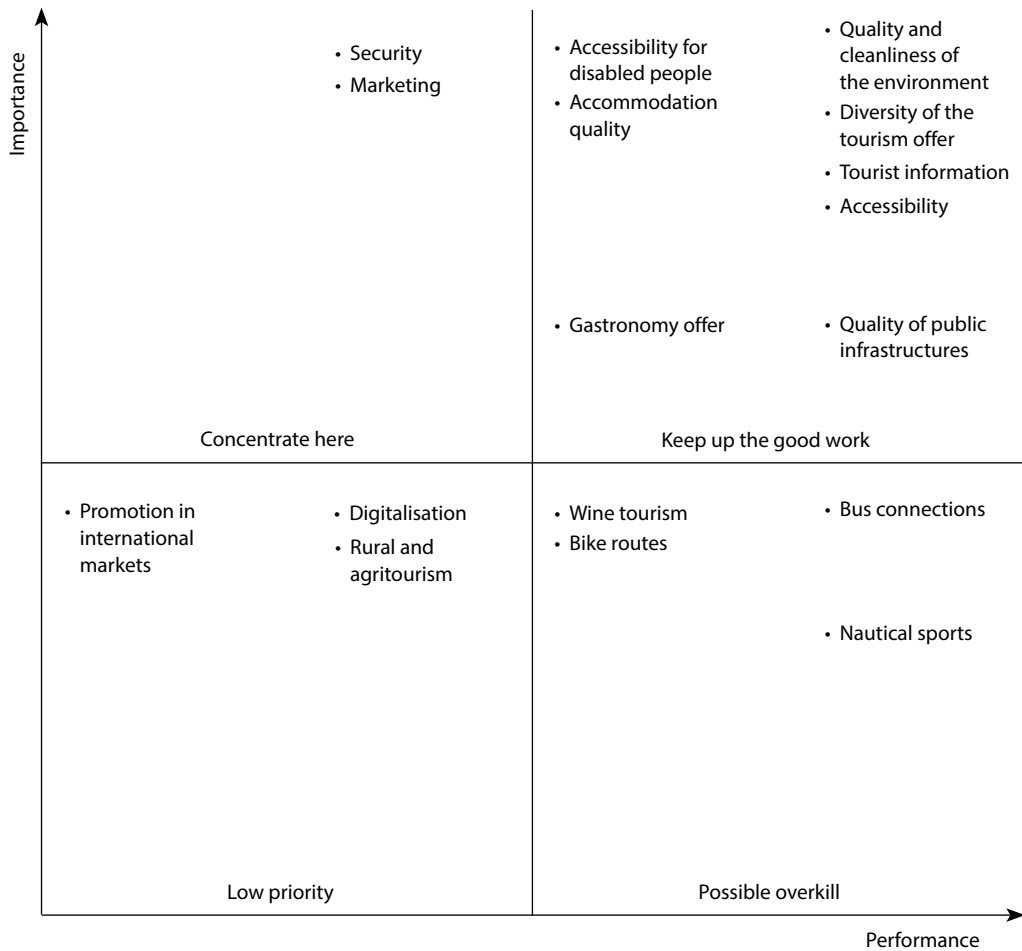 Importance
• Security
• Marketing
• Accessibility for
disabled people
• Accommodation
quality
• Quality and
cleanliness of
the environment
• Diversity of the
tourism offer
• Tourist information
• Accessibility
• Gastronomy offer
• Quality of public
infrastructures
Concentrate here
Keep up the good work
• Promotion in
international
markets
• Digitalisation
• Rural and
agritourism
• Wine tourism
• Bike routes
• Bus connections
• Nautical sports
Low priority
Possible overkill
Performance